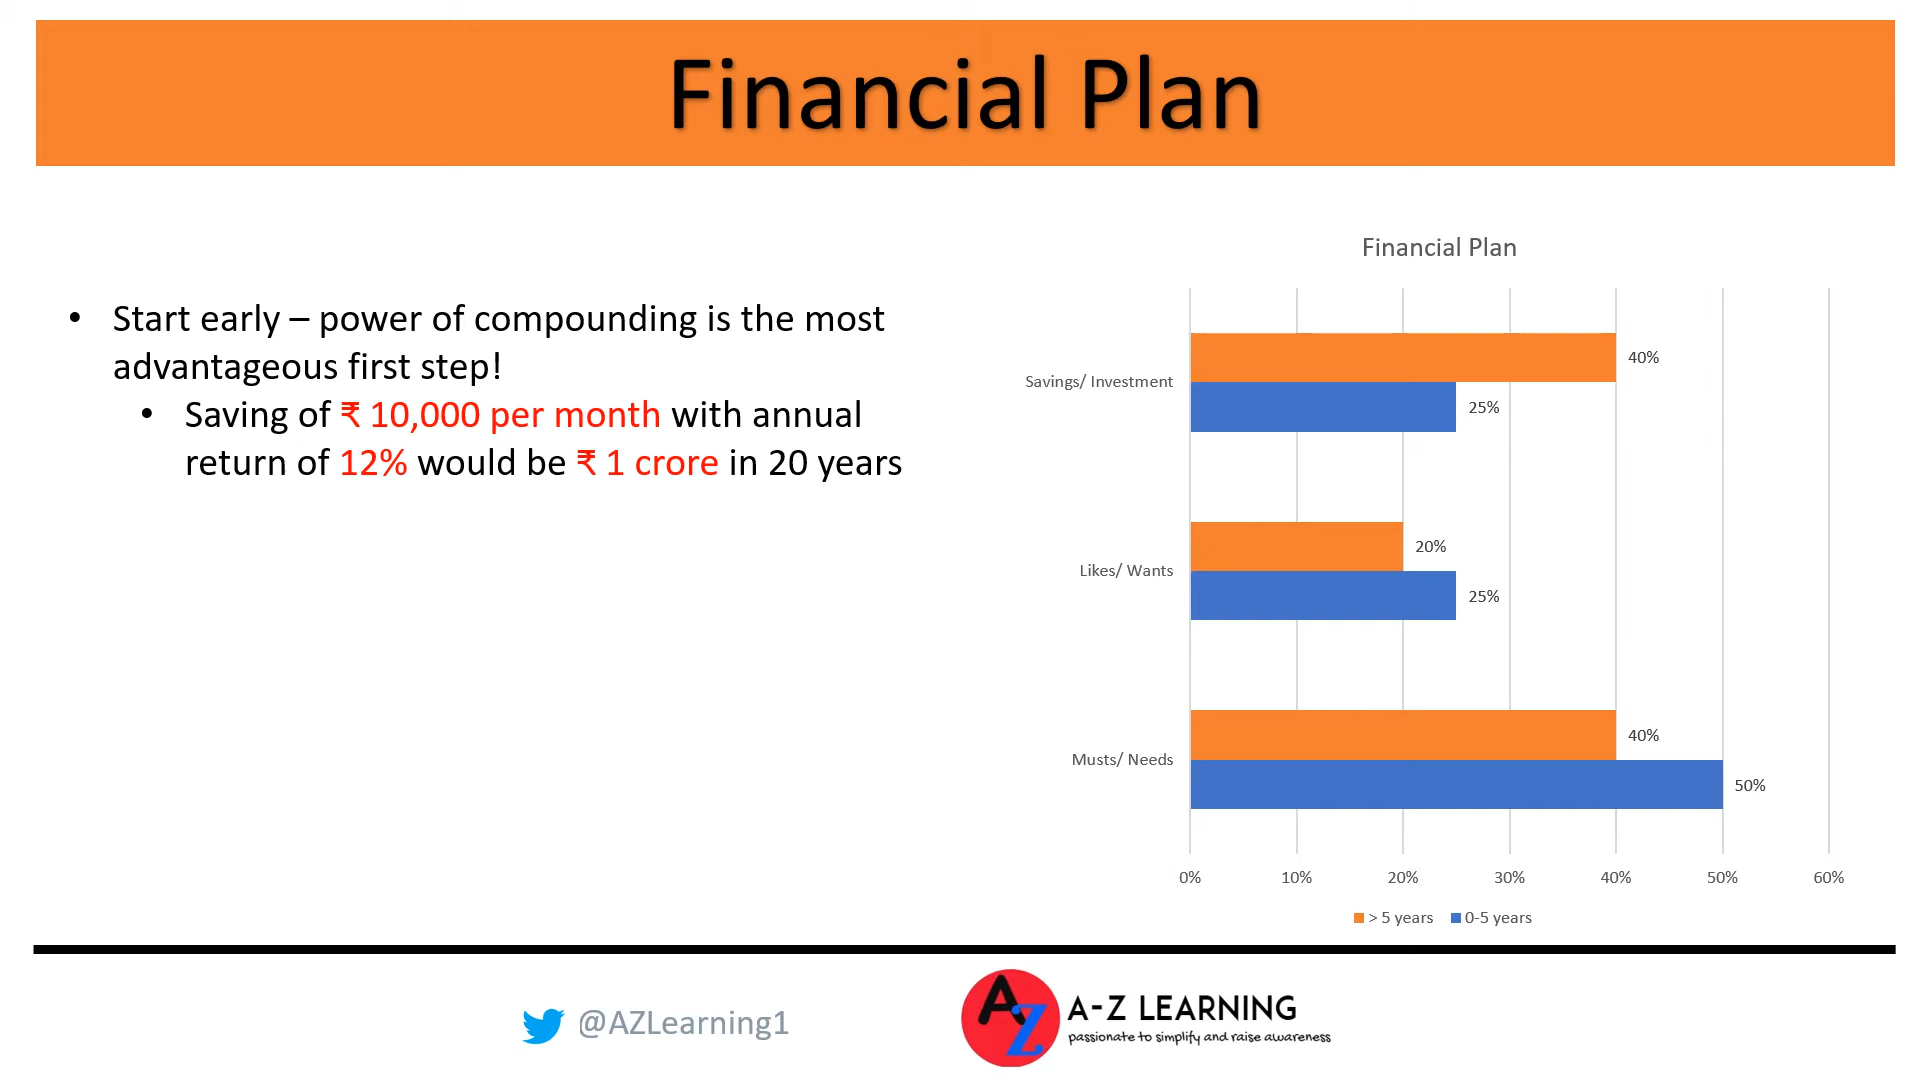 Financial Plan
• Start early – power of compounding is the most
advantageous first step!
• Saving of ₹ 10,000 per month with annual
return of 12% would be ₹ 1 crore in 20 years
Financial Plan
Savings/ Investment
40%
25%
Likes/ Wants
20%
25%
Musts/ Needs
40%
50%
0% 10% 20% 30% 40% 50% 60%
> 5 years 0-5 years
@AZLearning1
AZ
A-Z LEARNING
passionate to simplify and raise awareness